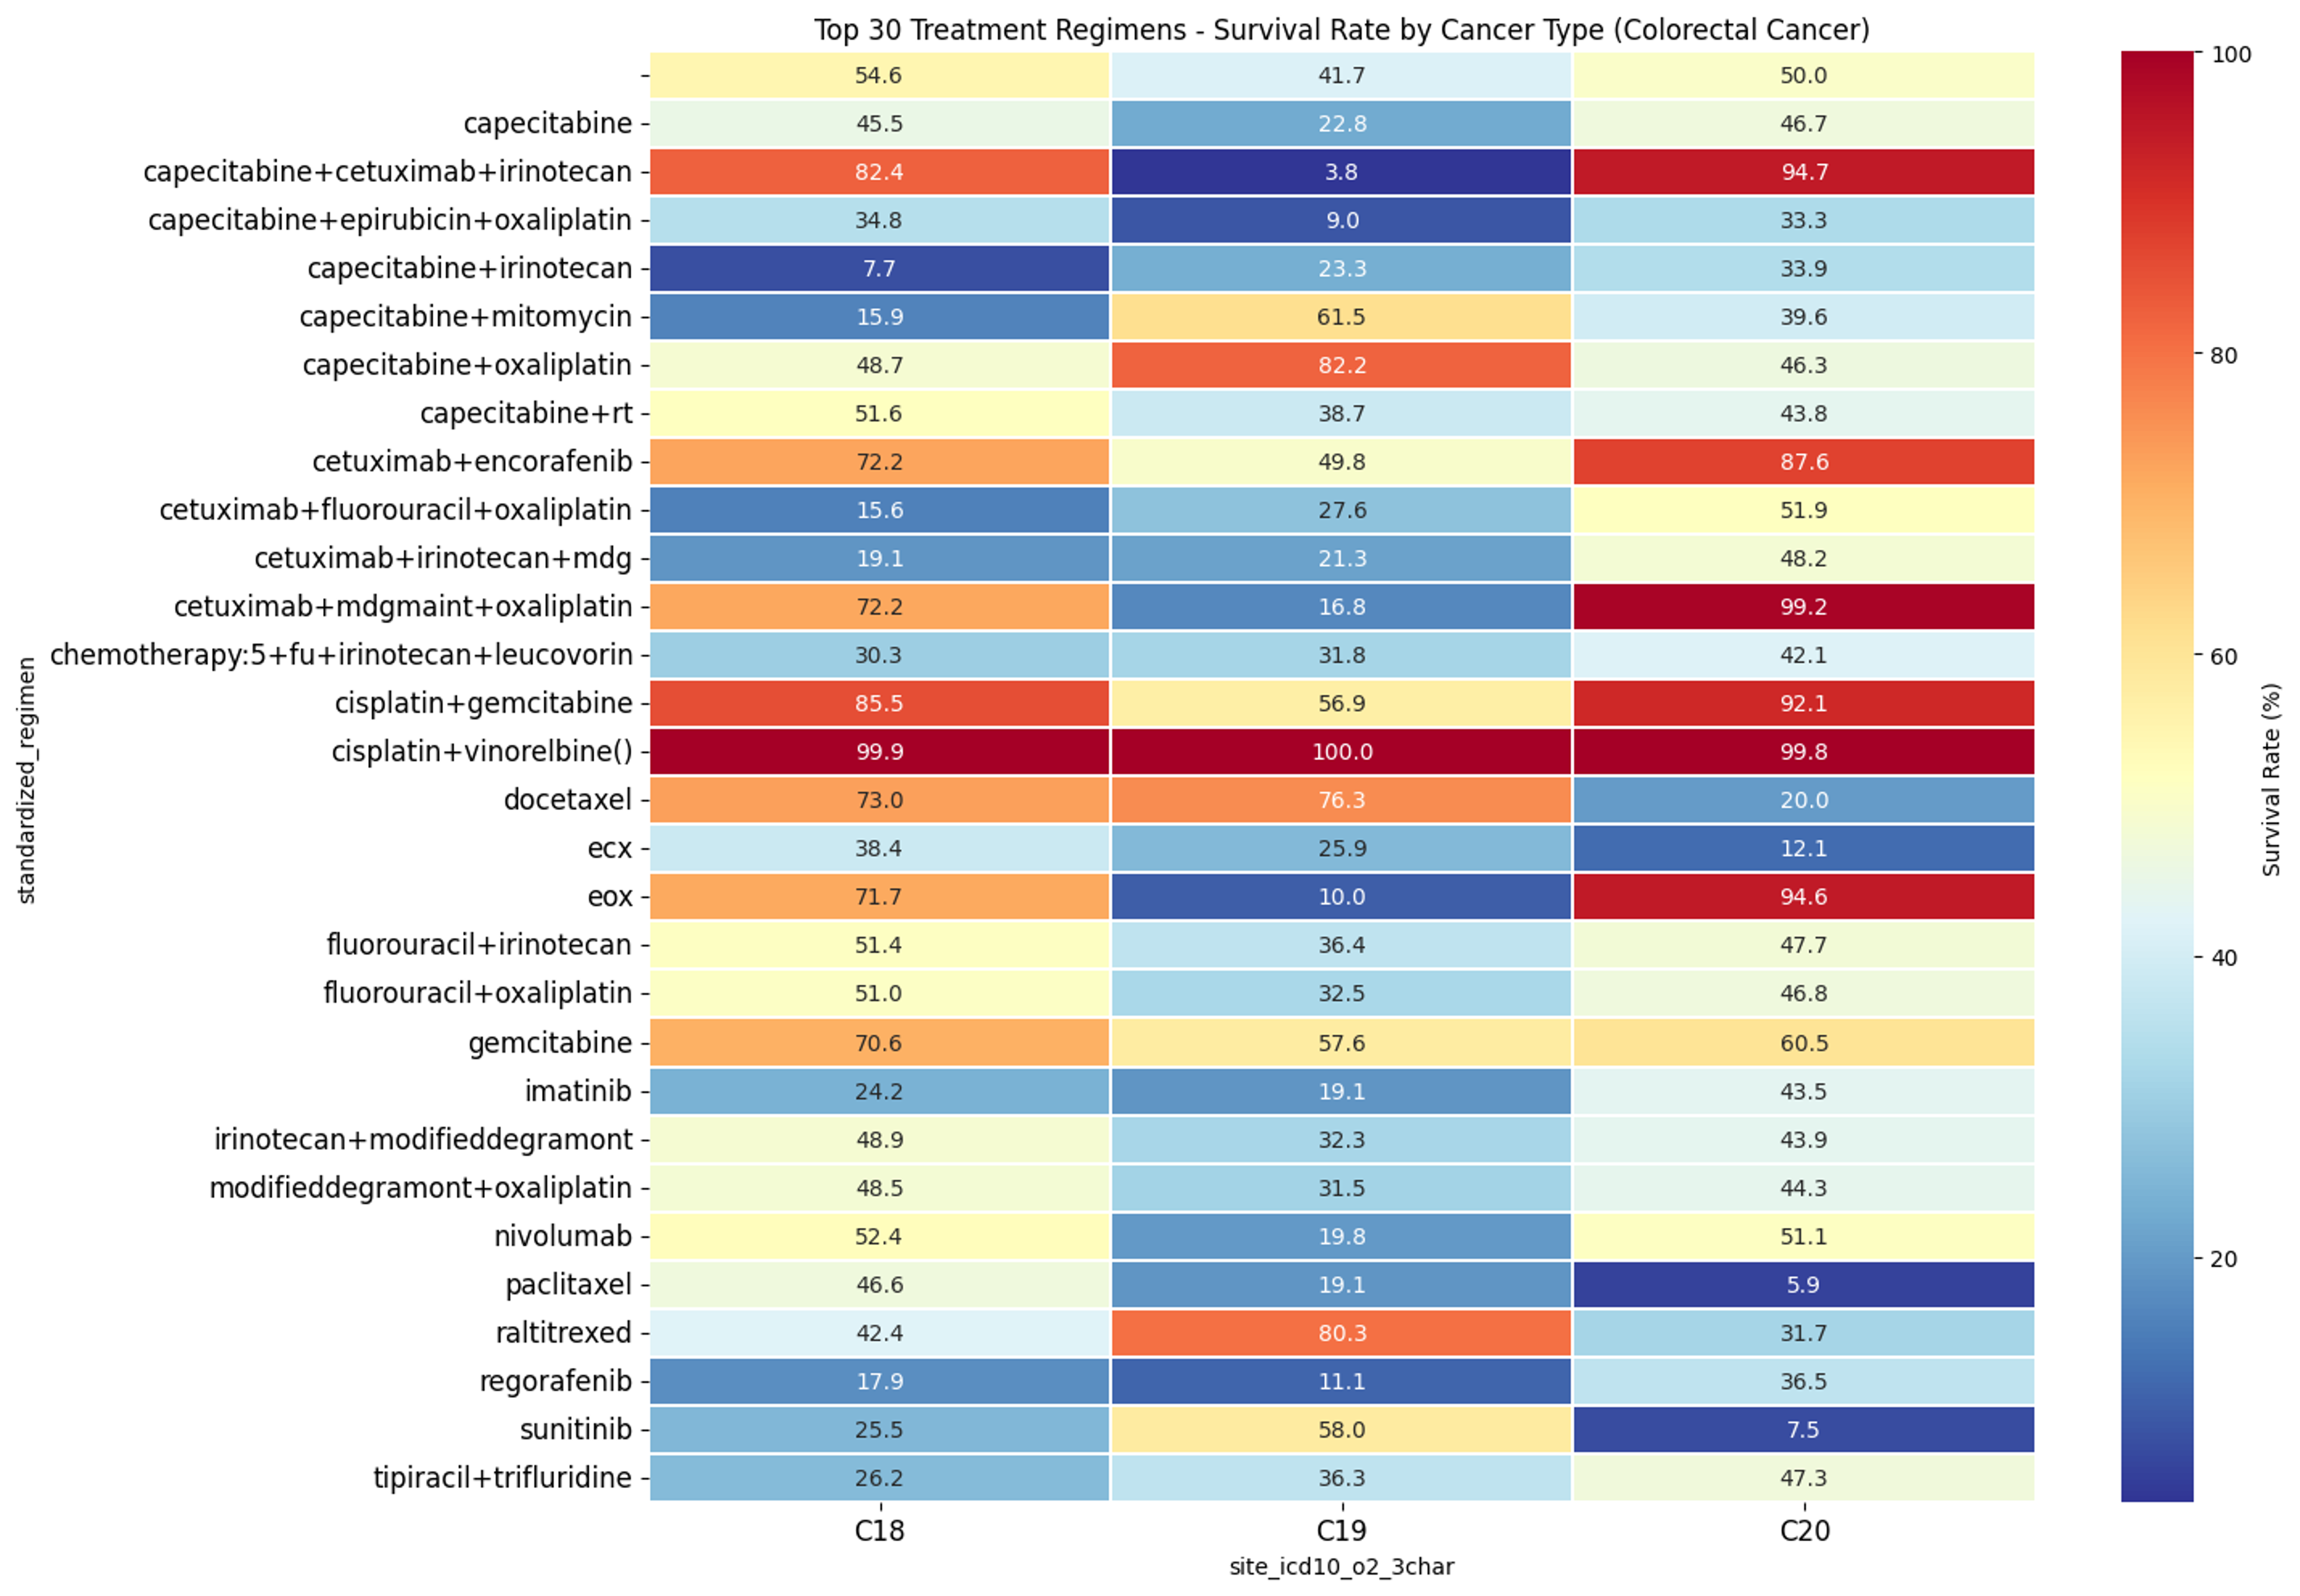 Top 30 Treatment Regimens - Survival Rate by Cancer Type (Colorectal Cancer)
54.6 41.7 50.0
capecitabine 45.5 22.8 46.7
capecitabine+cetuximab+irinotecan 82.4 3.8 94.7
capecitabine+epirubicin+oxaliplatin 34.8 9.0 33.3
capecitabine+irinotecan 7.7 23.3 33.9
capecitabine+mitomycin 15.9 61.5 39.6
capecitabine+oxaliplatin 48.7 82.2 46.3
capecitabine+rt 51.6 38.7 43.8
cetuximab+encorafenib 72.2 49.8 87.6
cetuximab+fluorouracil+oxaliplatin 15.6 27.6 51.9
cetuximab+irinotecan+mdg 19.1 21.3 48.2
cetuximab+mdgmaint+oxaliplatin 72.2 16.8 99.2
chemotherapy:5+fu+irinotecan+leucovorin 30.3 31.8 42.1
cisplatin+gemcitabine 85.5 56.9 92.1
cisplatin+vinorelbine() 99.9 100.0 99.8
docetaxel 73.0 76.3 20.0
ecx 38.4 25.9 12.1
eox 71.7 10.0 94.6
fluorouracil+irinotecan 51.4 36.4 47.7
fluorouracil+oxaliplatin 51.0 32.5 46.8
gemcitabine 70.6 57.6 60.5
imatinib 24.2 19.1 43.5
irinotecan+modifieddegramont 48.9 32.3 43.9
modifieddegramont+oxaliplatin 48.5 31.5 44.3
nivolumab 52.4 19.8 51.1
paclitaxel 46.6 19.1 5.9
raltitrexed 42.4 80.3 31.7
regorafenib 17.9 11.1 36.5
sunitinib 25.5 58.0 7.5
tipiracil+trifluridine 26.2 36.3 47.3
C18 C19 C20
site_icd10_o2_3char
standardized_regimen
100
80
60
40
20
Survival Rate (%)